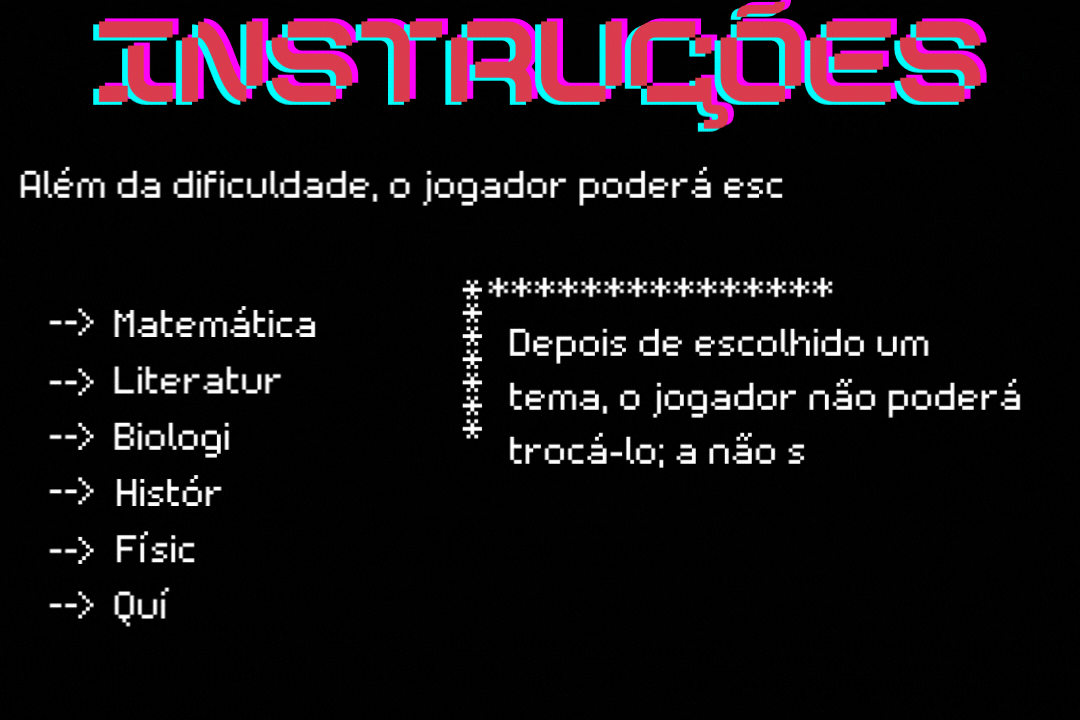 INSTRUÇÕES
Além da dificuldade, o jogador poderá esc
--> Matemática
--> Literatur
--> Biologi
--> Histór
--> Físic
--> Quí
***************
Depois de escolhido um
tema, o jogador não poderá
trocá-lo; a não s